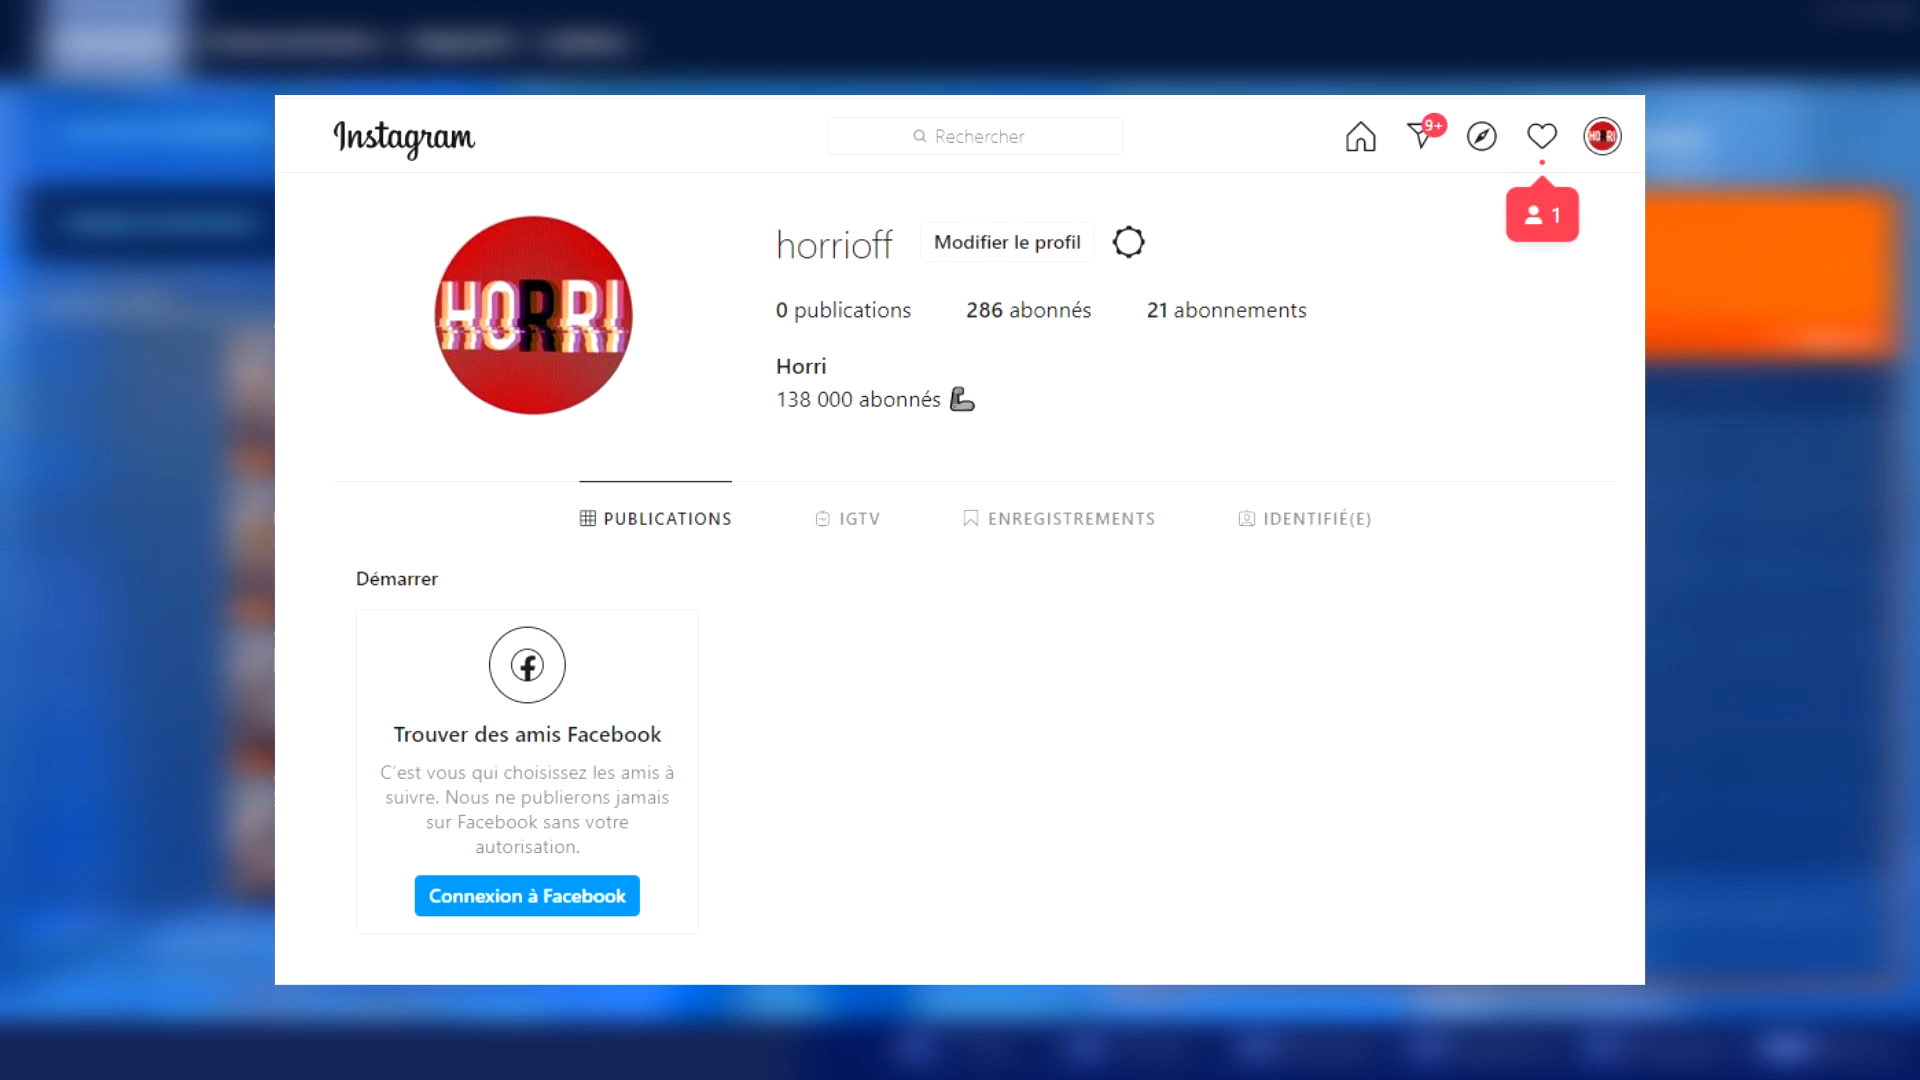 Instagram
Rechercher
9+
HORRI
1
HORRI
horrioff
Modifier le profil
0 publications
286 abonnés
21 abonnements
Horri
138 000 abonnés 🦾
PUBLICATIONS
IGTV
ENREGISTREMENTS
IDENTIFIÉ(E)
Démarrer
Trouver des amis Facebook
C’est vous qui choisissez les amis à
suivre. Nous ne publierons jamais
sur Facebook sans votre
autorisation.
Connexion à Facebook